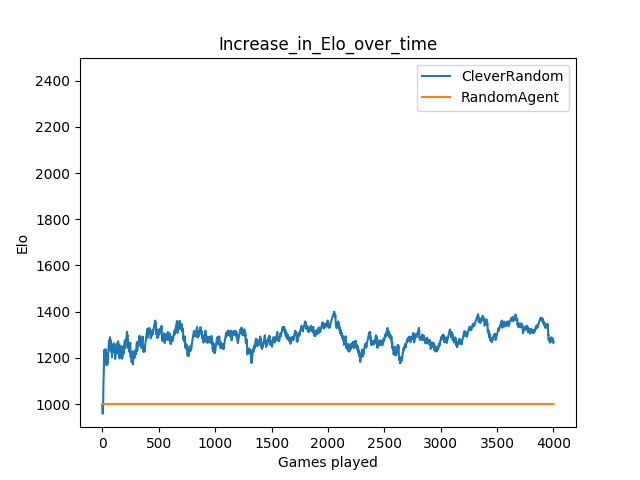 Increase_in_Elo_over_time
CleverRandom
RandomAgent
2400
2200
2000
1800
1600
1400
1200
1000
Elo
0 500 1000 1500 2000 2500 3000 3500 4000
Games played